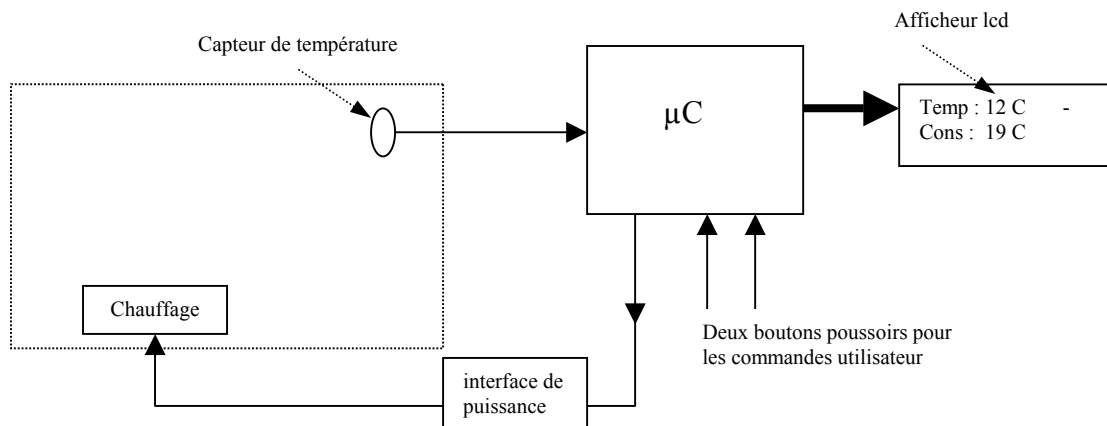 Afficheur lcd
Capteur de température
µC
Temp : 12 C -
Cons : 19 C
Chauffage
Deux boutons poussoirs pour
les commandes utilisateur
interface de
puissance